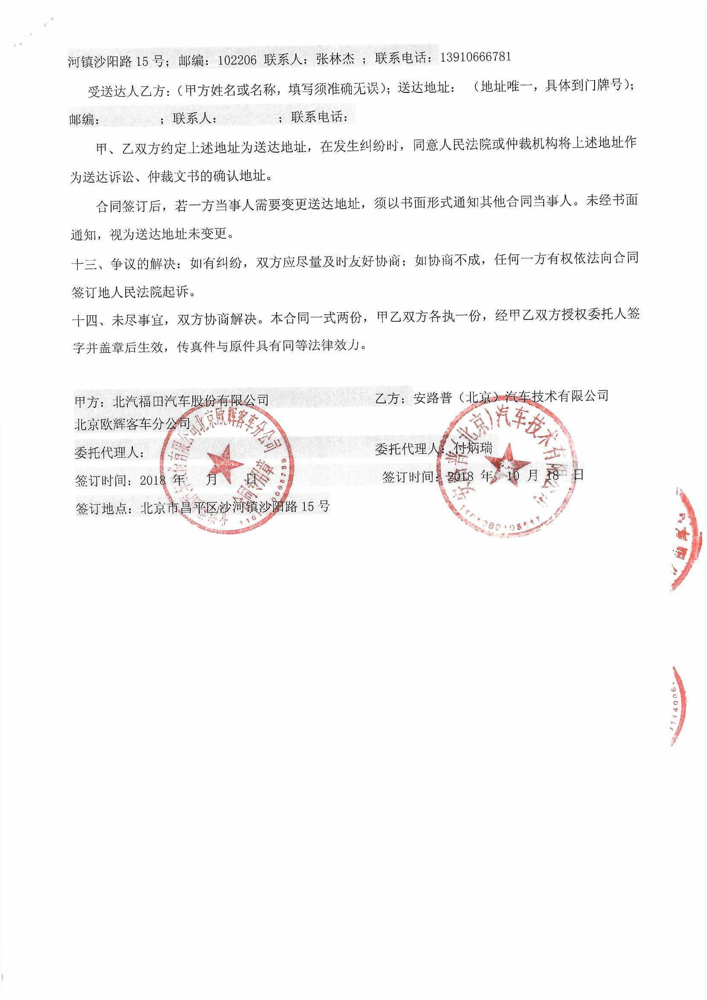 河镇沙阳路 15 号；邮编：102206 联系人：张林杰 ；联系电话：13910666781
受送达人乙方：（甲方姓名或名称，填写须准确无误）；送达地址： （地址唯一，具体到门牌号）；
邮编： ；联系人： ；联系电话：
甲、乙双方约定上述地址为送达地址，在发生纠纷时，同意人民法院或仲裁机构将上述地址作
为送达诉讼、仲裁文书的确认地址。
合同签订后，若一方当事人需要变更送达地址，须以书面形式通知其他合同当事人。未经书面
通知，视为送达地址未变更。
十三、争议的解决：如有纠纷，双方应尽量及时友好协商；如协商不成，任何一方有权依法向合同
签订地人民法院起诉。
十四、未尽事宜，双方协商解决。本合同一式两份，甲乙双方各执一份，经甲乙双方授权委托人签
字并盖章后生效，传真件与原件具有同等法律效力。
甲方：北汽福田汽车股份有限公司
北京欧辉客车分公司
委托代理人：
签订时间：2018 年 月 日
签订地点：北京市昌平区沙河镇沙阳路 15 号
乙方：安路普（北京）汽车技术有限公司
委托代理人：付炳瑞
签订时间：2018 年 10 月 18 日
股份有限公司北京欧辉客车分公司
合同专用章
安路普(北京)汽车技术有限公司
114006